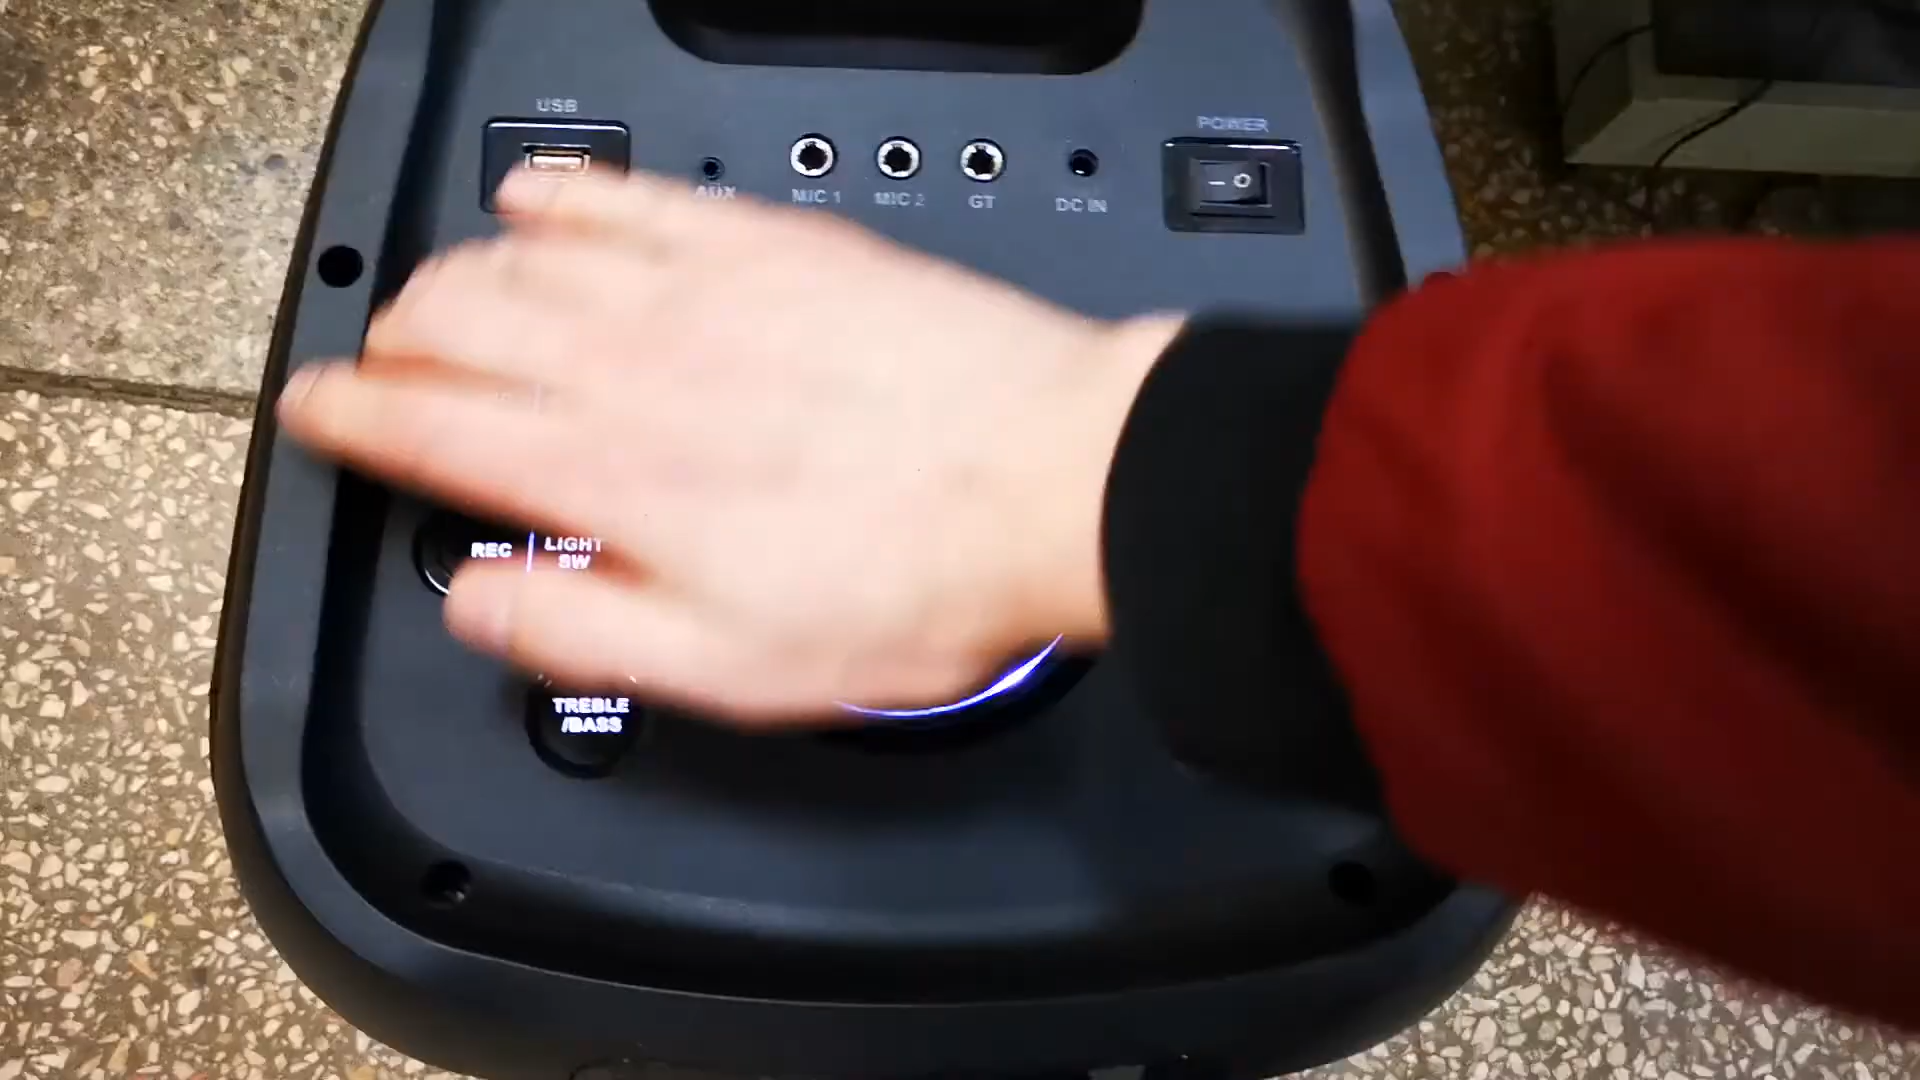 USB
POWER
AUX
MIC 1
MIC 2
GT
DC IN
REC
LIGHT
SW
TREBLE
/BASS